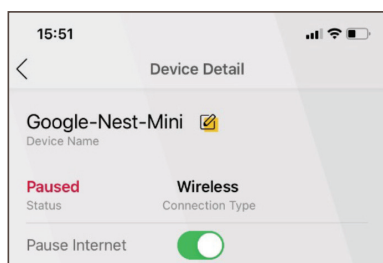 15:51
Device Detail
Google-Nest-Mini
Device Name
Paused Wireless
Status Connection Type
Pause Internet